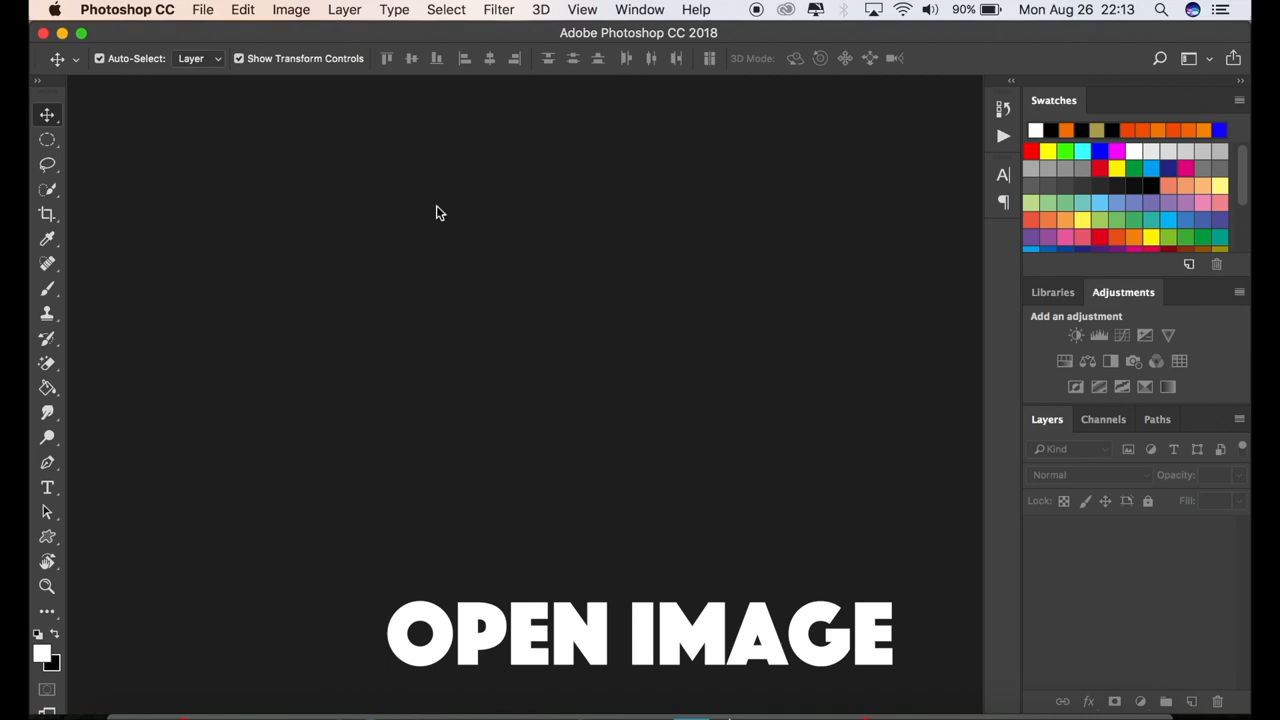 Photoshop CC File Edit Image Layer Type Select Filter 3D View Window Help 90% Mon Aug 26 22:13
Adobe Photoshop CC 2018
Auto-Select: Layer Show Transform Controls 3D Mode:
Swatches
Libraries Adjustments
Add an adjustment
Layers Channels Paths
Kind
Normal Opacity:
Lock: Fill:
OPEN IMAGE